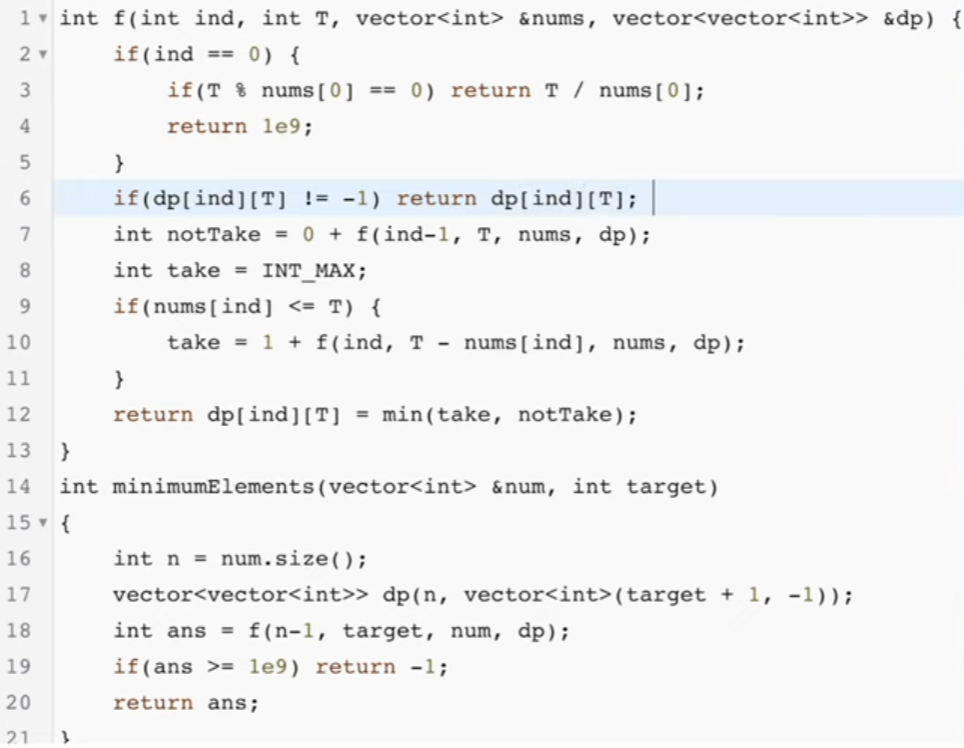 1 int f(int ind, int T, vector<int> &nums, vector<vector<int>> &dp) {
2     if(ind == 0) {
3         if(T % nums[0] == 0) return T / nums[0];
4         return 1e9;
5     }
6     if(dp[ind][T] != -1) return dp[ind][T];
7     int notTake = 0 + f(ind-1, T, nums, dp);
8     int take = INT_MAX;
9     if(nums[ind] <= T) {
10         take = 1 + f(ind, T - nums[ind], nums, dp);
11     }
12     return dp[ind][T] = min(take, notTake);
13 }
14 int minimumElements(vector<int> &num, int target)
15 {
16     int n = num.size();
17     vector<vector<int>> dp(n, vector<int>(target + 1, -1));
18     int ans = f(n-1, target, num, dp);
19     if(ans >= 1e9) return -1;
20     return ans;
21 }